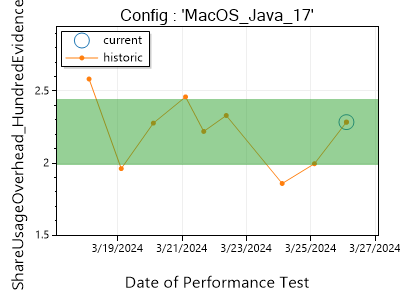 Config : 'MacOS_Java_17'
current
historic
ShareUsageOverhead_HundredEvidence
2.5
2
1.5
3/19/2024 3/21/2024 3/23/2024 3/25/2024 3/27/2024
Date of Performance Test